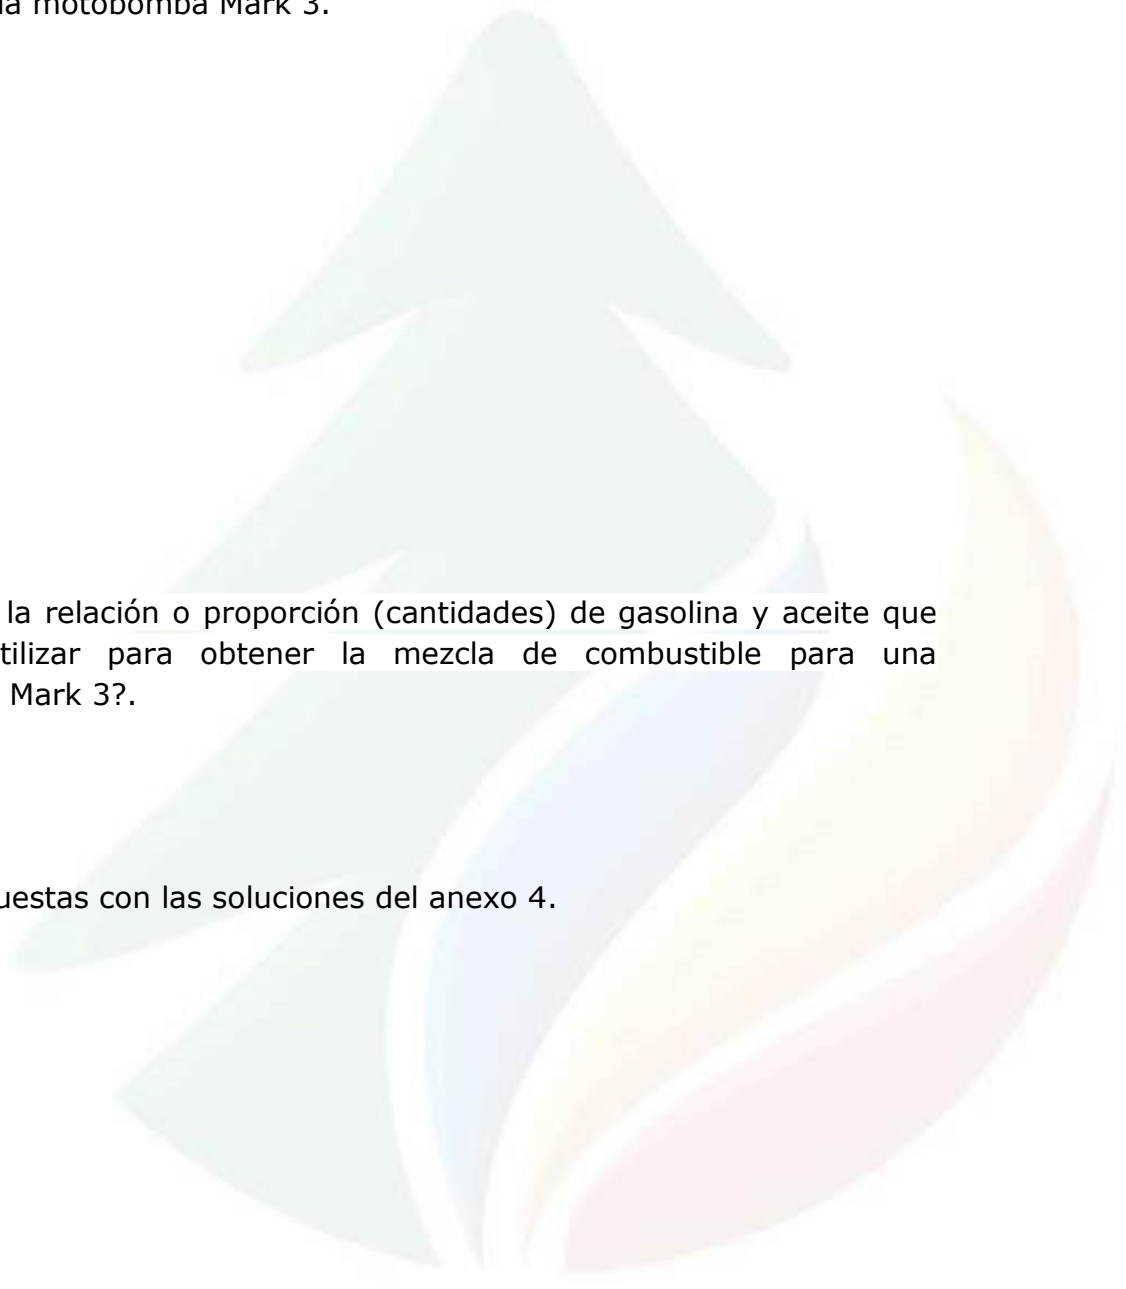 la motobomba Mark 3.
la relación o proporción (cantidades) de gasolina y aceite que
tilizar para obtener la mezcla de combustible para una
Mark 3?.
uestas con las soluciones del anexo 4.